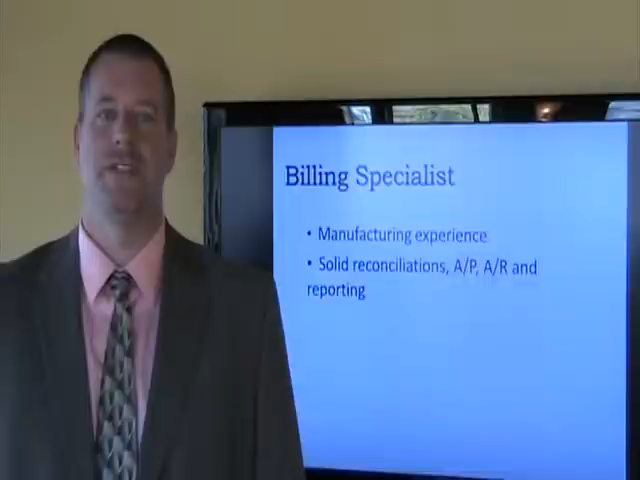 Billing Specialist
• Manufacturing experience
• Solid reconciliations, A/P, A/R and
reporting